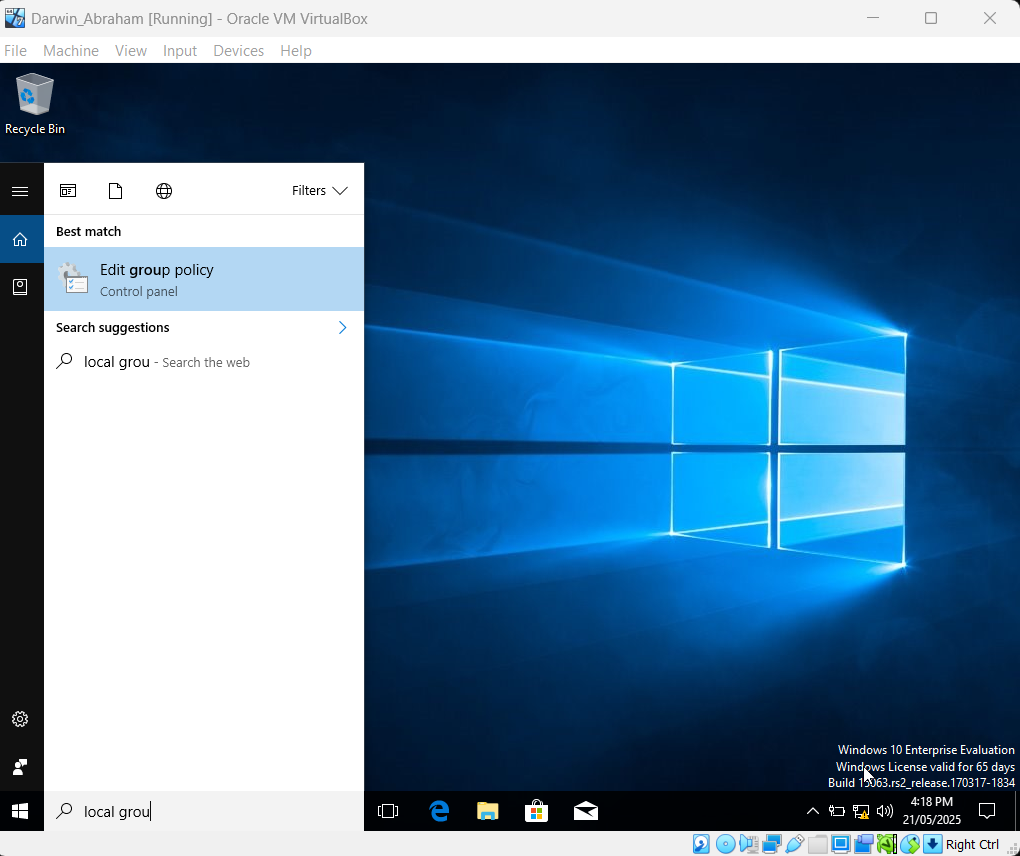 Darwin_Abraham [Running] - Oracle VM VirtualBox
File Machine View Input Devices Help
Recycle Bin
Filters
Best match
Edit group policy
Control panel
Search suggestions
local grou - Search the web
Windows 10 Enterprise Evaluation
Windows License valid for 65 days
Build 15063.rs2_release.170317-1834
local grou
4:18 PM
21/05/2025
Right Ctrl